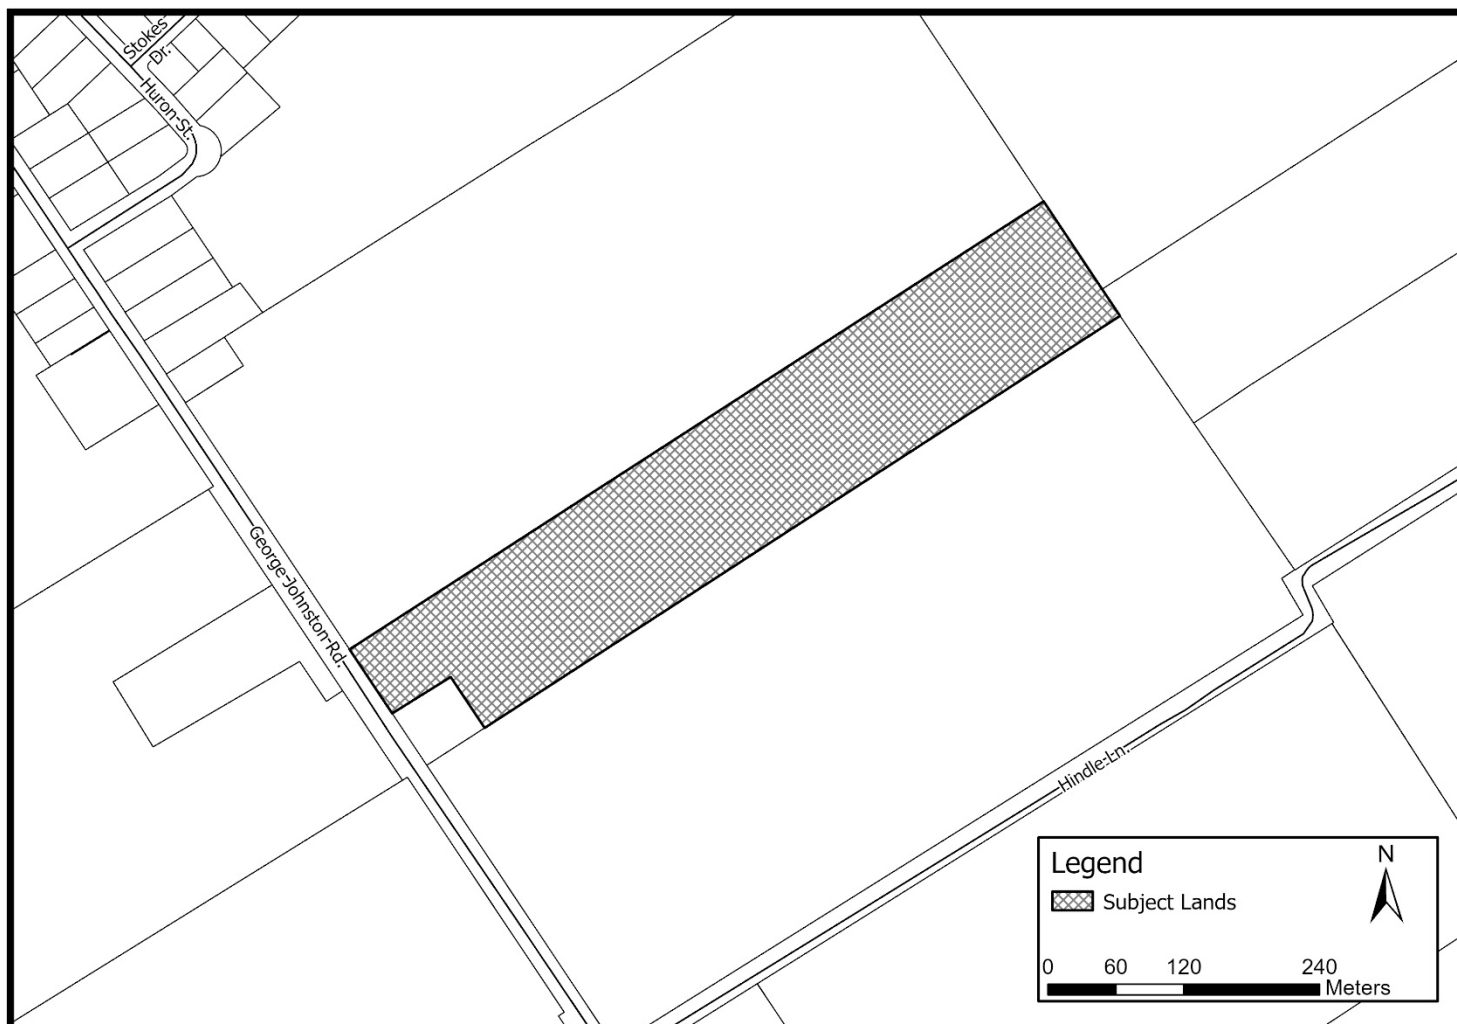 Stokes
Dr.
Huron-St.
George-Johnston-Rd.
Hindle-Ln.
Legend
N
Subject Lands
0 60 120 240
Meters